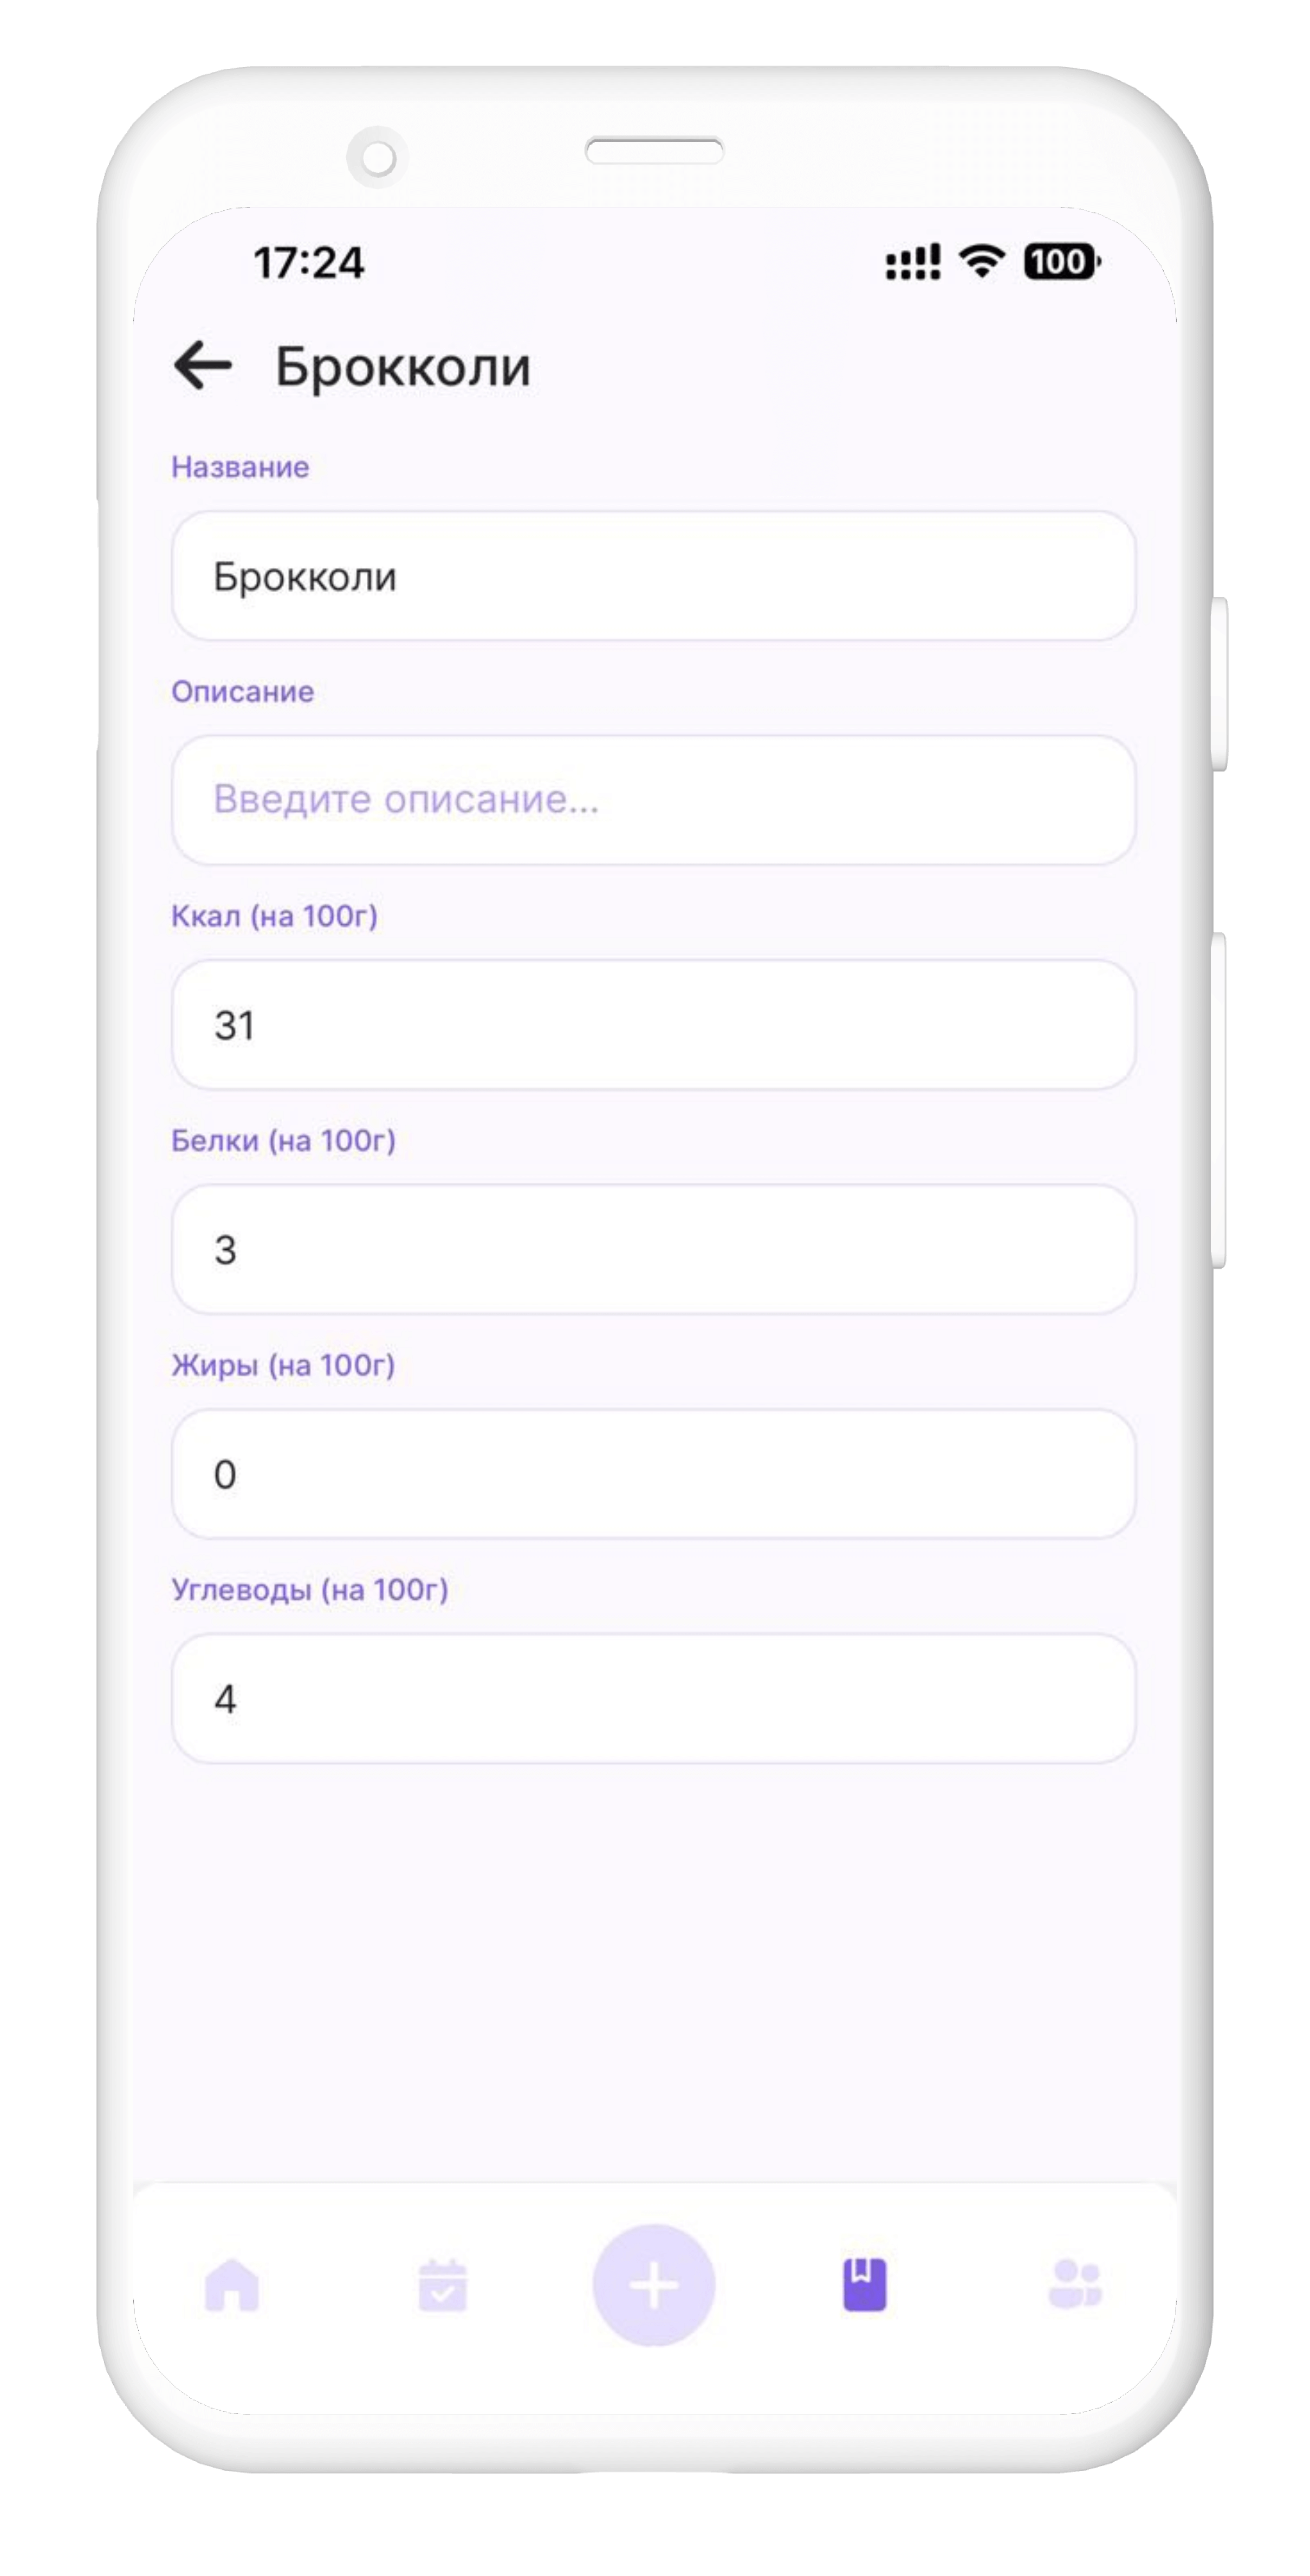 17:24
100
Брокколи
Название
Брокколи
Описание
Введите описание...
Ккал (на 100г)
31
Белки (на 100г)
3
Жиры (на 100г)
0
Углеводы (на 100г)
4